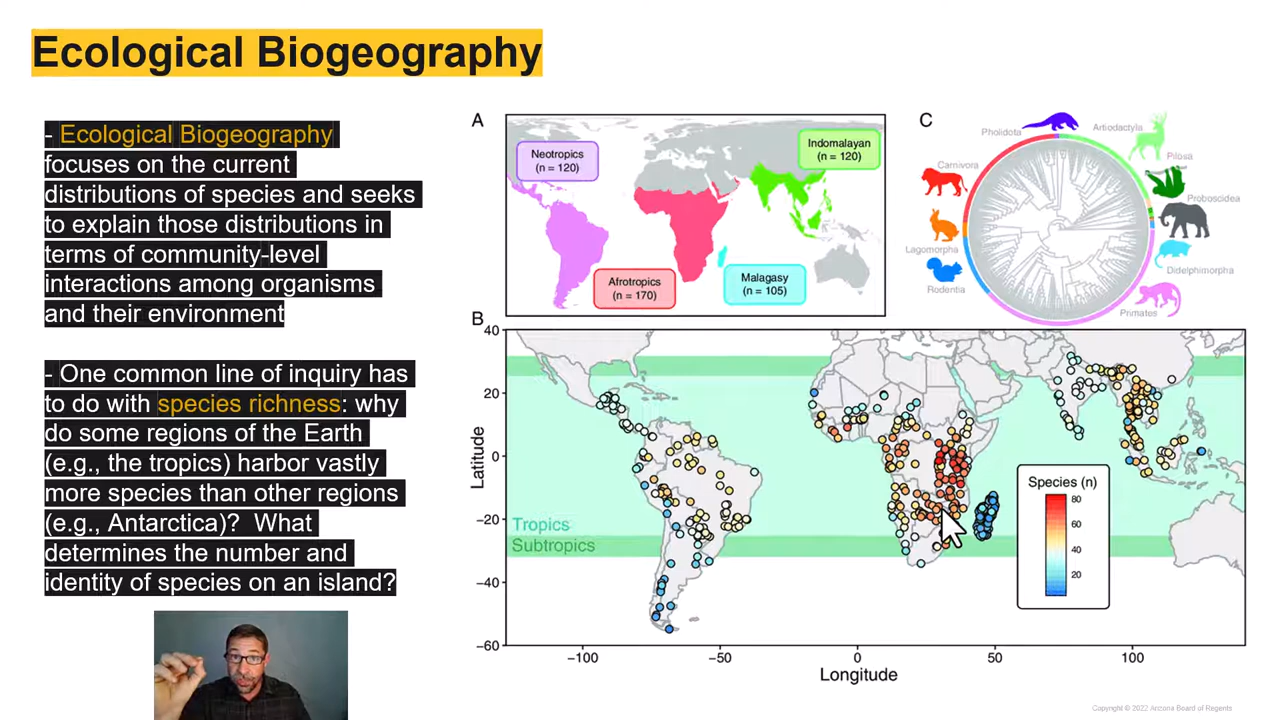 Ecological Biogeography
- Ecological Biogeography
focuses on the current
distributions of species and seeks
to explain those distributions in
terms of community-level
interactions among organisms
and their environment
- One common line of inquiry has
to do with species richness: why
do some regions of the Earth
(e.g., the tropics) harbor vastly
more species than other regions
(e.g., Antarctica)? What
determines the number and
identity of species on an island?
A
Neotropics
(n = 120)
Indomalayan
(n = 120)
Afrotropics
(n = 170)
Malagasy
(n = 105)
C
Pholidota
Artiodactyla
Carnivora
Pilosa
Proboscidea
Lagomorpha
Didelphimorpha
Rodentia
Primates
B
40
20
0
−20
−40
−60
Latitude
Tropics
Subtropics
Species (n)
80
60
40
20
−100
−50
0
50
100
Longitude
Copyright © 2022 Arizona Board of Regents